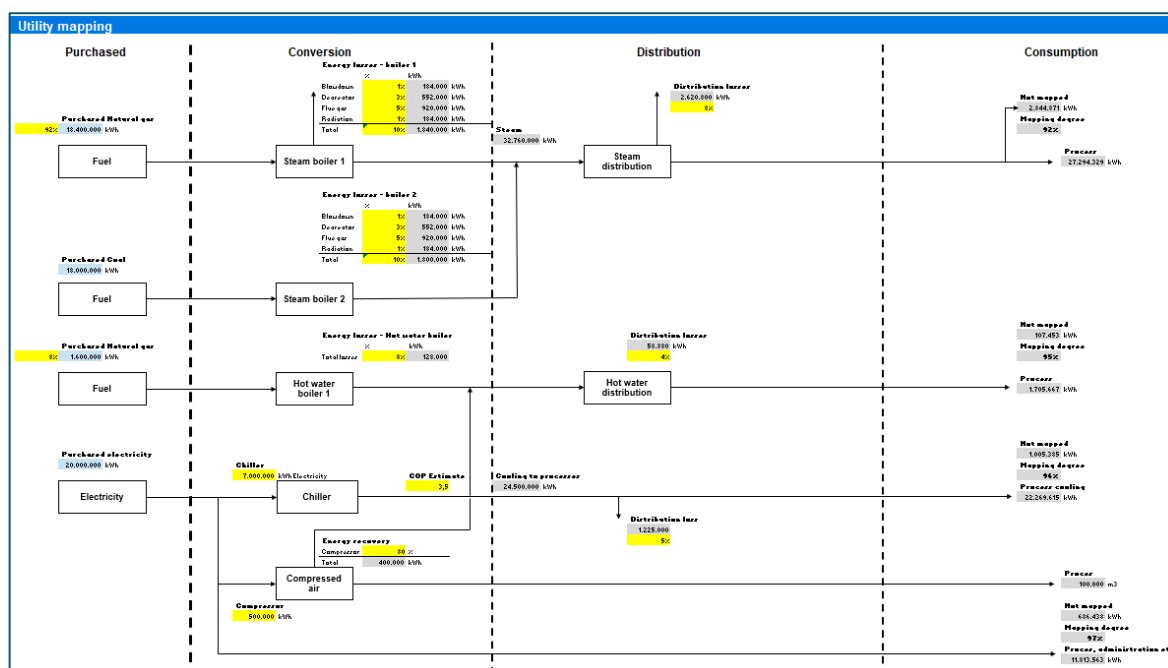 Utility mapping
Purchased
Conversion
Distribution
Consumption
Energy losses - boiler 1
% kWh
Blowdown 1% 184.000 kWh
Deareator 3% 552.000 kWh
Flue gas 5% 920.000 kWh
Radiation 1% 184.000 kWh
Total 10% 1.840.000 kWh
Purchased Natural gas
92% 18.400.000 kWh
Fuel
Steam boiler 1
Steam
32.760.000 kWh
Distribution losses
2.620.800 kWh
8%
Steam distribution
Not mapped
2.844.871 kWh
Mapping degree
92%
Process
27.294.329 kWh
Energy losses - boiler 2
% kWh
Blowdown 1% 184.000 kWh
Deareator 3% 552.000 kWh
Flue gas 5% 920.000 kWh
Radiation 1% 184.000 kWh
Total 10% 1.800.000 kWh
Purchased Coal
18.000.000 kWh
Fuel
Steam boiler 2
Purchased Natural gas
8% 1.600.000 kWh
Fuel
Energy losses - Hot water boiler
% kWh
Total losses 8% 128.000
Hot water boiler 1
Distribution losses
58.880 kWh
4%
Hot water distribution
Not mapped
107.453 kWh
Mapping degree
95%
Process
1.705.667 kWh
Purchased electricity
20.000.000 kWh
Electricity
Chiller
7.000.000 kWh Electricity
Chiller
COP Estimate
3,5
Cooling to processes
24.500.000 kWh
Distribution loss
1.225.000
5%
Not mapped
1.005.385 kWh
Mapping degree
96%
Process cooling
22.269.615 kWh
Energy recovery
Compressor 80 %
Total 400.000 kWh
Compressed air
Compressor
500.000 kWh
Proces
100.000 m3
Not mapped
686.438 kWh
Mapping degree
97%
Proces, administration et
11.813.563 kWh